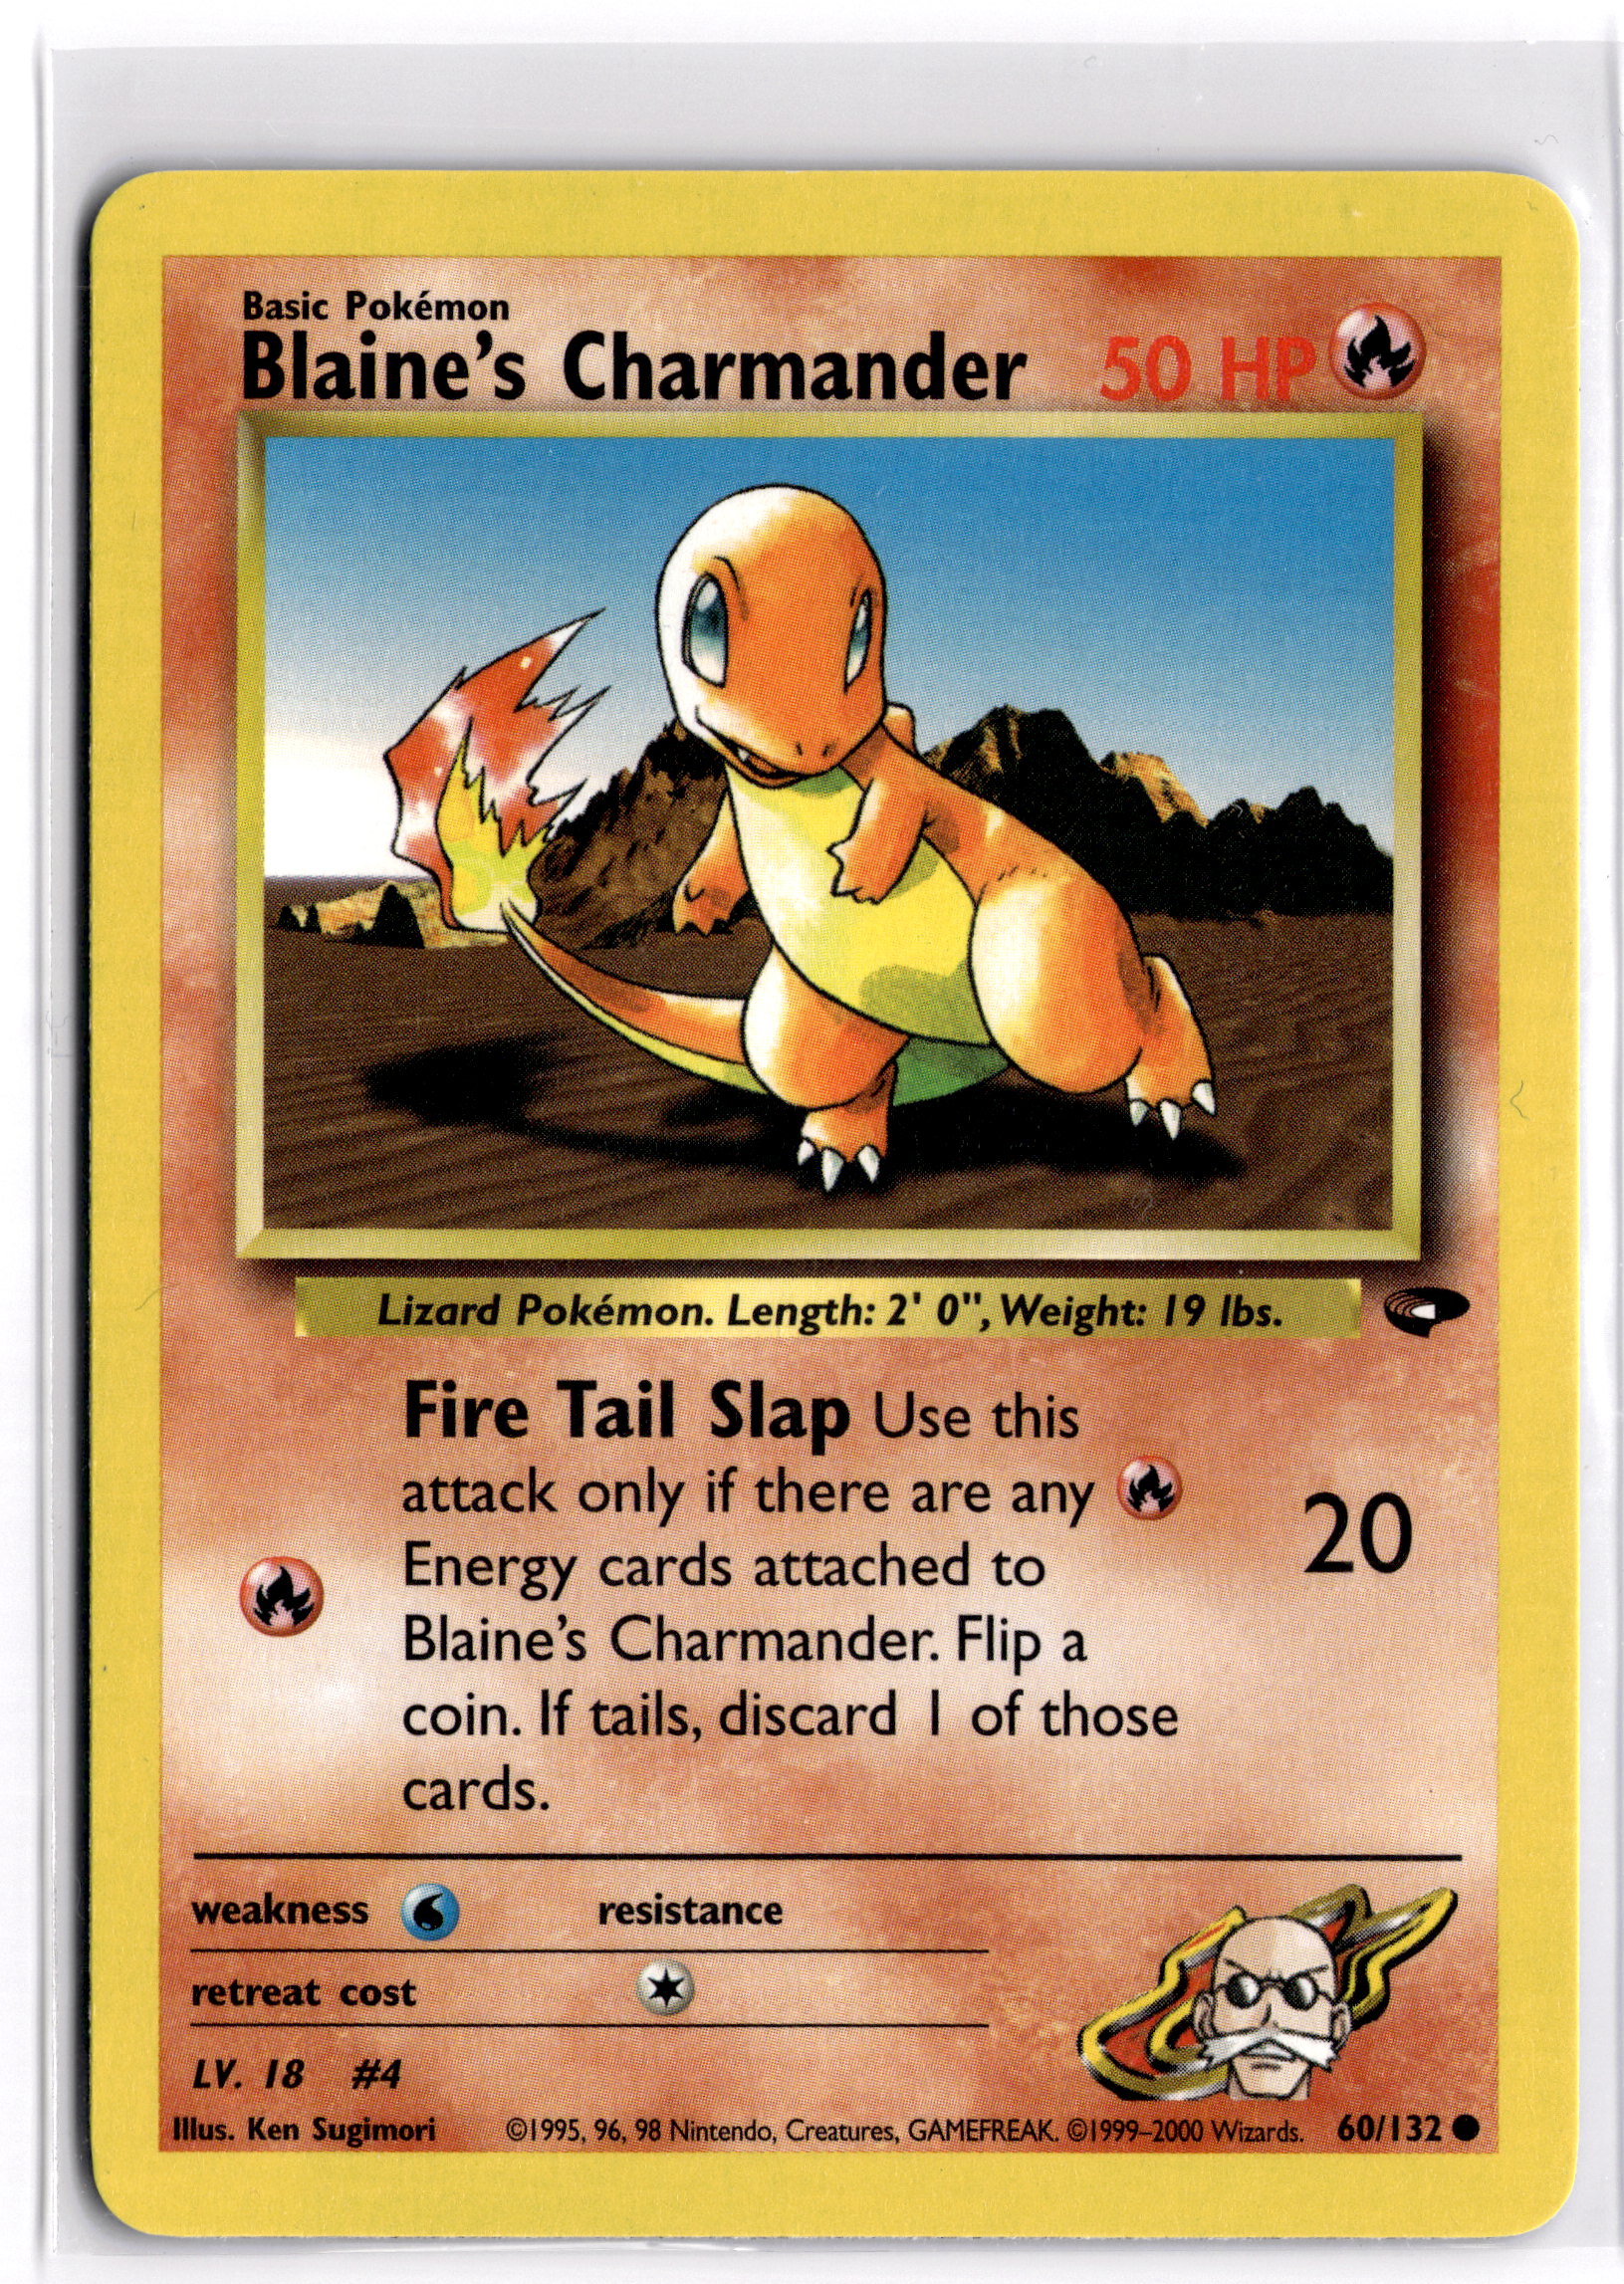 Basic Pokémon
Blaine's Charmander 50 HP
Lizard Pokémon. Length: 2' 0", Weight: 19 lbs.
Fire Tail Slap Use this
attack only if there are any
Energy cards attached to
Blaine's Charmander. Flip a
coin. If tails, discard 1 of those
cards.
20
weakness resistance
retreat cost
LV. 18 #4
Illus. Ken Sugimori ©1995, 96, 98 Nintendo, Creatures, GAMEFREAK. ©1999–2000 Wizards. 60/132